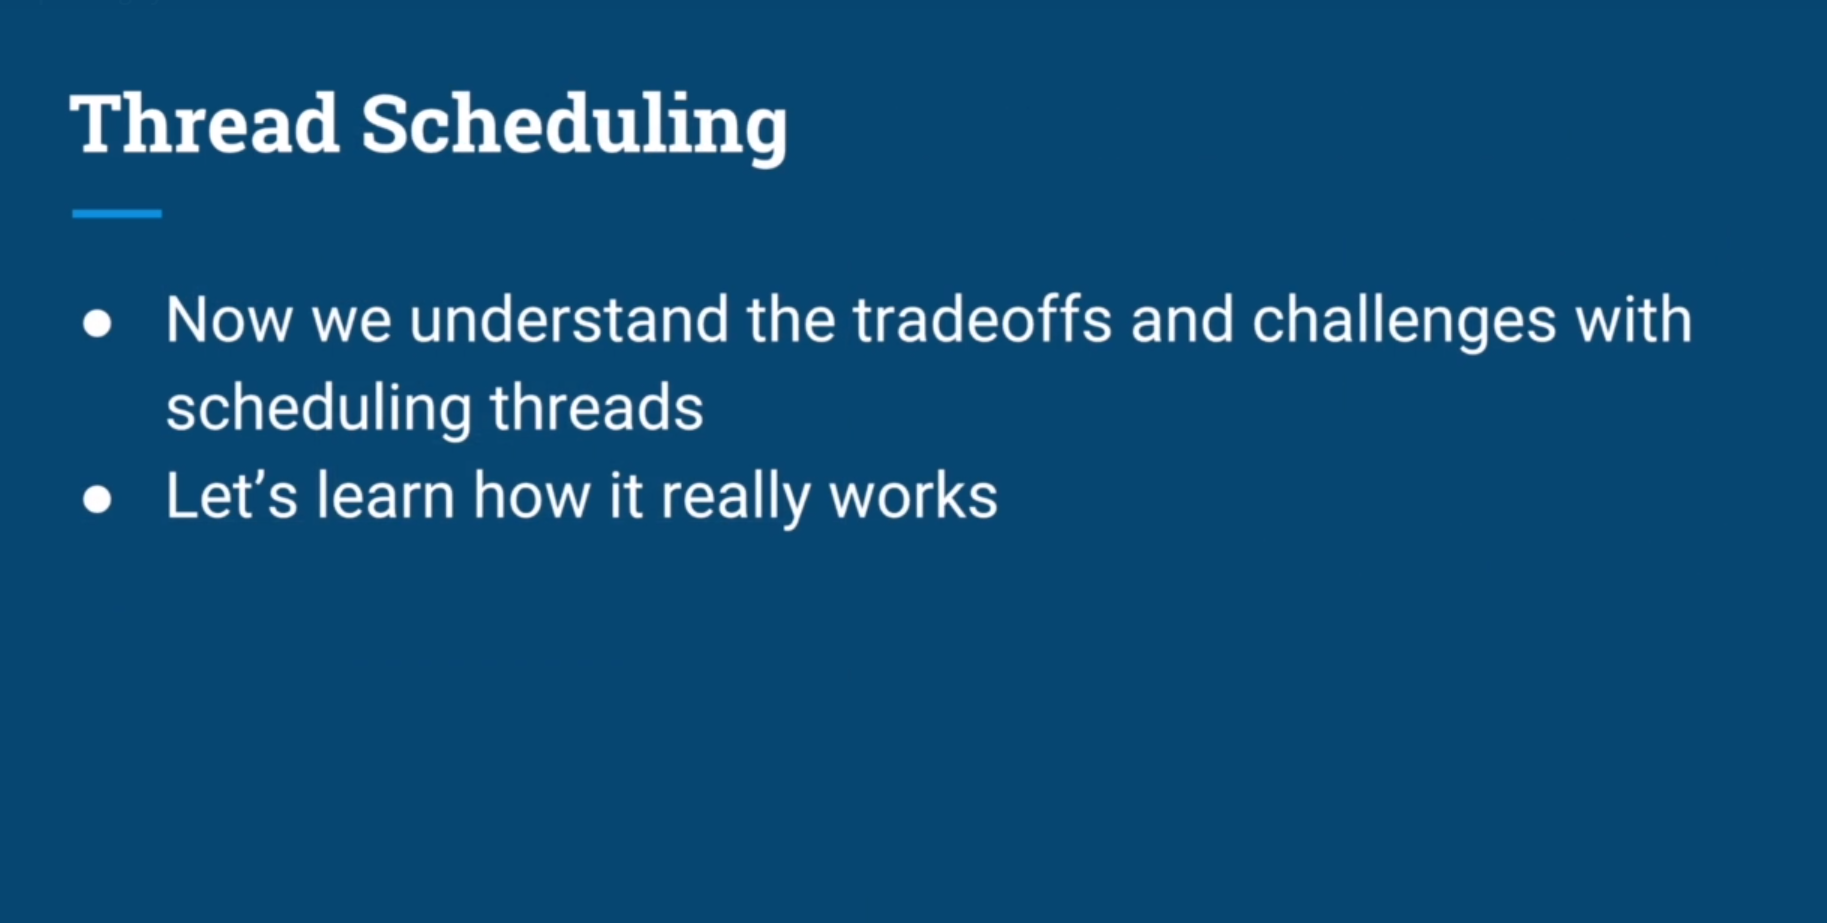 Thread Scheduling
● Now we understand the tradeoffs and challenges with
scheduling threads
● Let’s learn how it really works